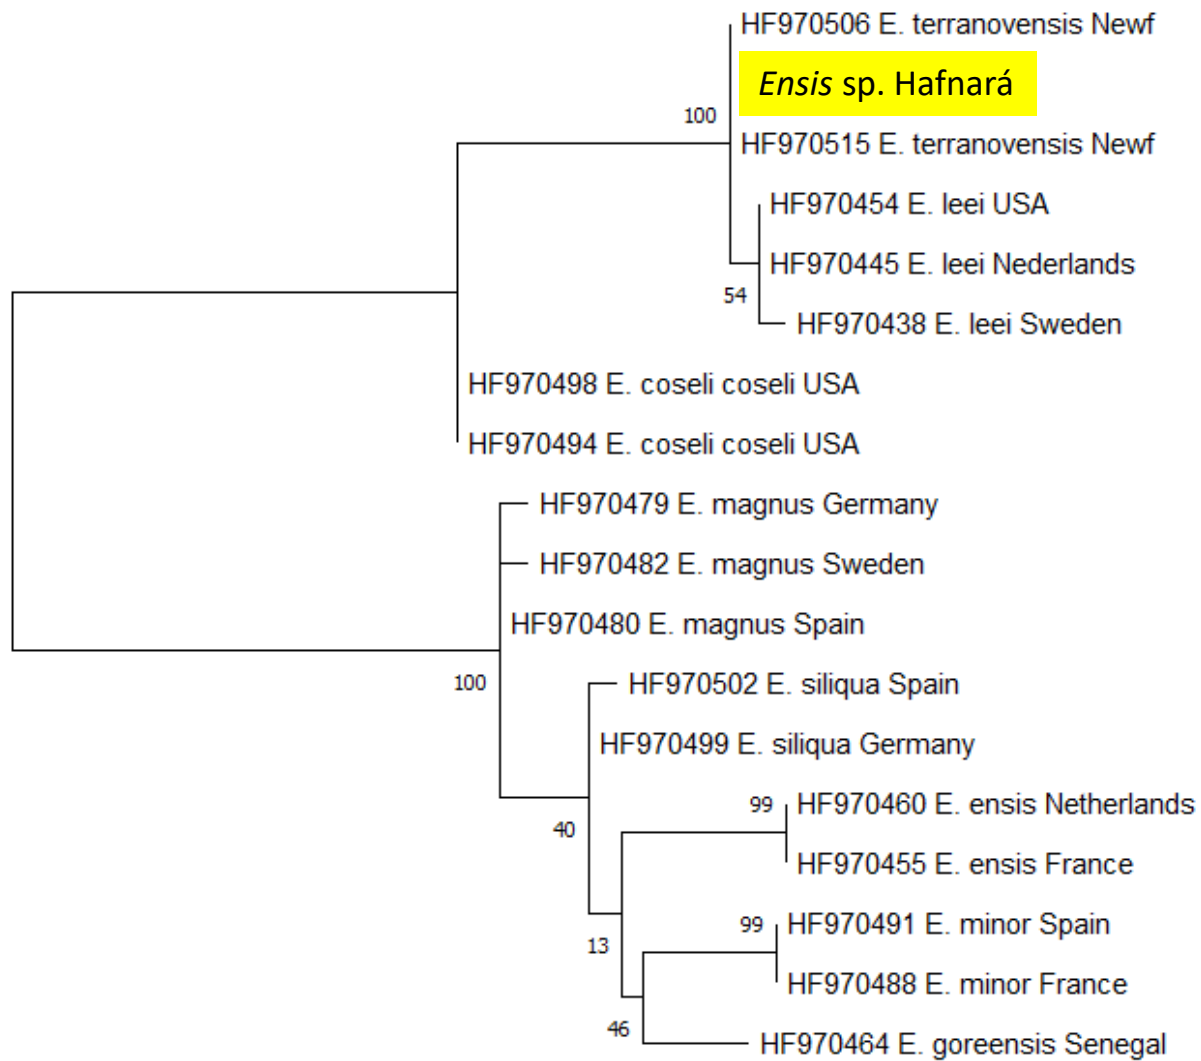 HF970506 E. terranovensis Newf
Ensis sp. Hafnará
100
HF970515 E. terranovensis Newf
HF970454 E. leei USA
HF970445 E. leei Nederlands
54
HF970438 E. leei Sweden
HF970498 E. coseli coseli USA
HF970494 E. coseli coseli USA
HF970479 E. magnus Germany
HF970482 E. magnus Sweden
HF970480 E. magnus Spain
100
HF970502 E. siliqua Spain
HF970499 E. siliqua Germany
99
HF970460 E. ensis Netherlands
40
HF970455 E. ensis France
99
HF970491 E. minor Spain
13
HF970488 E. minor France
46
HF970464 E. goreensis Senegal